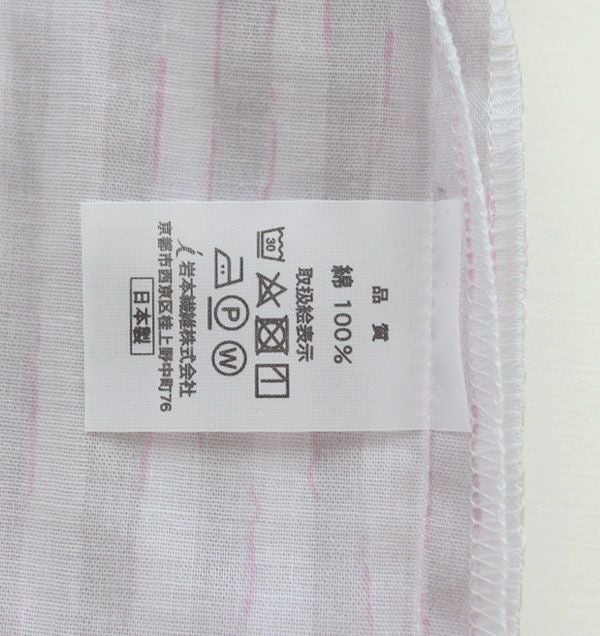 品質
綿 100%
取扱絵表示
30
P W
岩本繊維株式会社
京都市西京区桂上野中町76
日本製